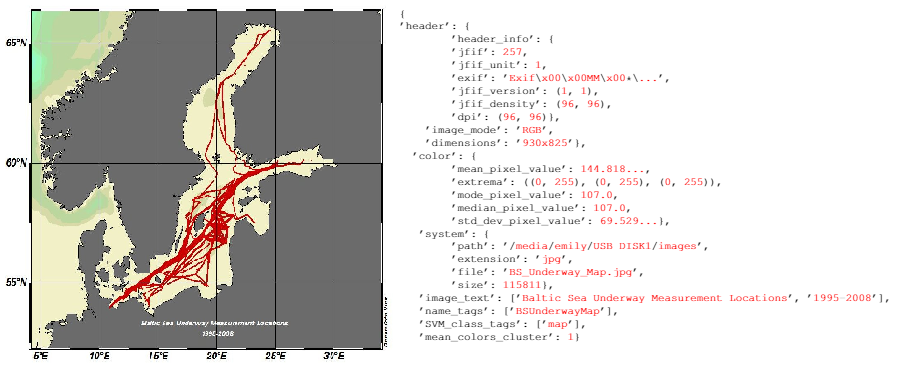 65°N
60°N
55°N
5°E 10°E 15°E 20°E 25°E 30°E
Baltic Sea Underway Measurement Locations
1995-2008
{
'header': {
'header_info': {
'jfif': 257,
'jfif_unit': 1,
'exif': 'Exif\x00\x00MM\x00*\...',
'jfif_version': (1, 1),
'jfif_density': (96, 96),
'dpi': (96, 96)},
'image_mode': 'RGB',
'dimensions': '930x825'},
'color': {
'mean_pixel_value': 144.818...,
'extrema': ((0, 255), (0, 255), (0, 255)),
'mode_pixel_value': 107.0,
'median_pixel_value': 107.0,
'std_dev_pixel_value': 69.529...},
'system': {
'path': '/media/emily/USB DISK1/images',
'extension': 'jpg',
'file': 'BS_Underway_Map.jpg',
'size': 115811},
'image_text': ['Baltic Sea Underway Measurement Locations', '1995-2008'],
'name_tags': ['BSUnderwayMap'],
'SVM_class_tags': ['map'],
'mean_colors_cluster': 1}